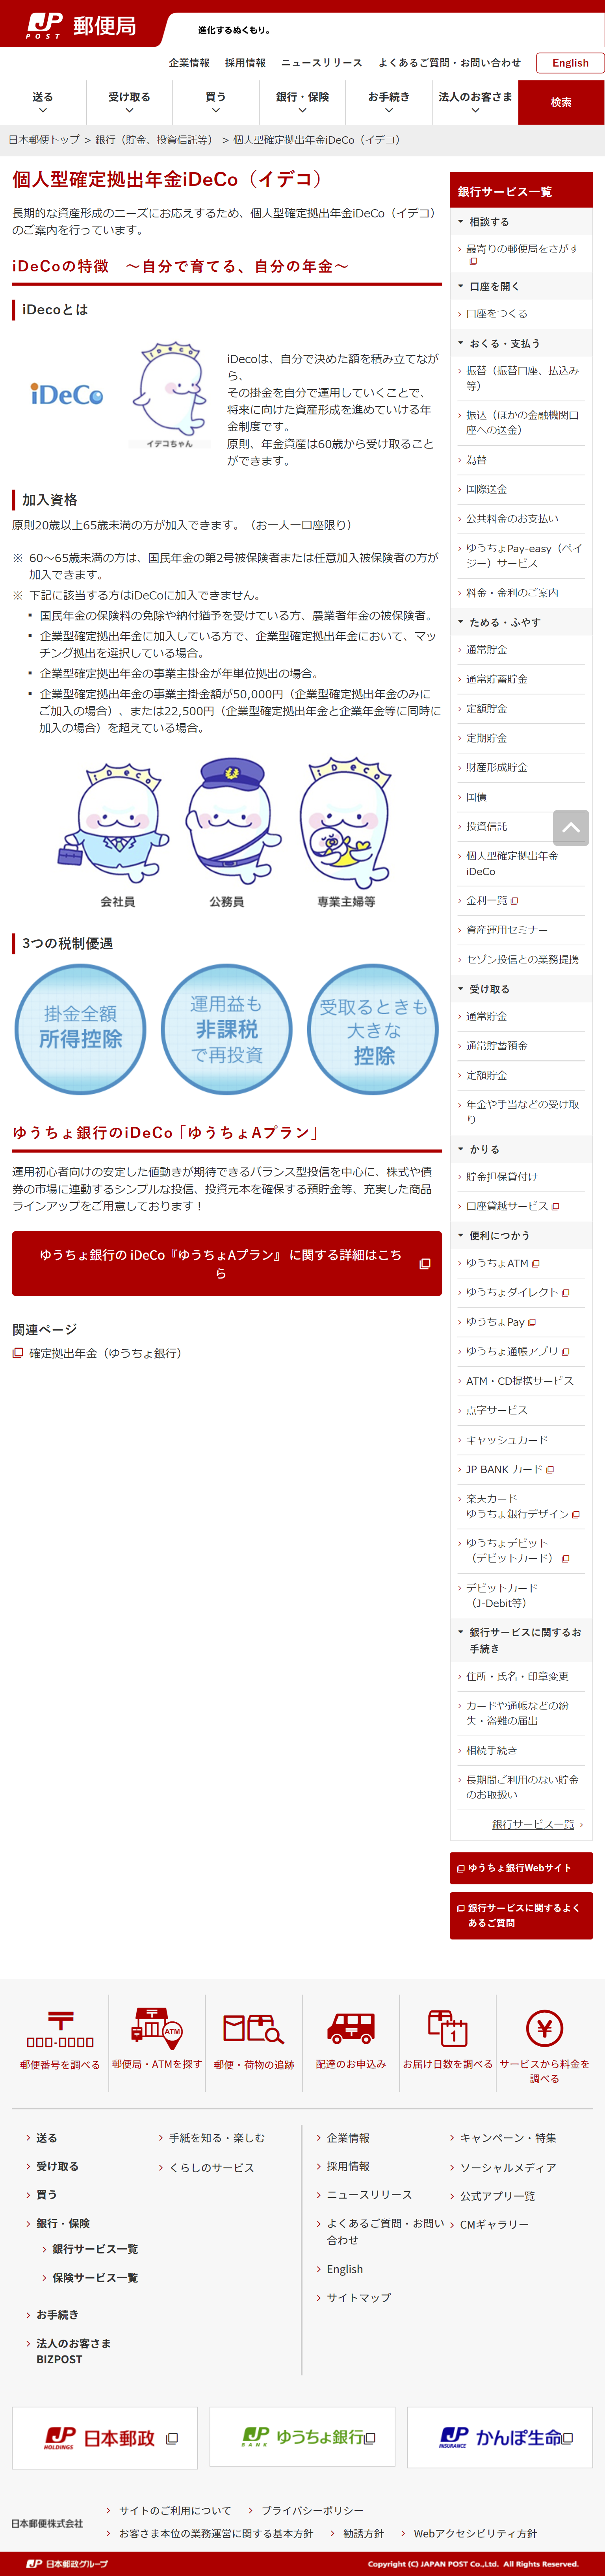 JP POST 郵便局
進化するぬくもり。
企業情報 採用情報 ニュースリリース よくあるご質問・お問い合わせ English
送る 受け取る 買う 銀行・保険 お手続き 法人のお客さま 検索
日本郵便トップ > 銀行（貯金、投資信託等） > 個人型確定拠出年金iDeCo（イデコ）
個人型確定拠出年金iDeCo（イデコ）
長期的な資産形成のニーズにお応えするため、個人型確定拠出年金iDeCo（イデコ）
のご案内を行っています。
iDeCoの特徴　～自分で育てる、自分の年金～
iDecoとは
iDeCo
イデコちゃん
iDecoは、自分で決めた額を積み立てなが
ら、
その掛金を自分で運用していくことで、
将来に向けた資産形成を進めていける年
金制度です。
原則、年金資産は60歳から受け取ること
ができます。
加入資格
原則20歳以上65歳未満の方が加入できます。（お一人一口座限り）
※ 60～65歳未満の方は、国民年金の第2号被保険者または任意加入被保険者の方が
加入できます。
※ 下記に該当する方はiDeCoに加入できません。
• 国民年金の保険料の免除や納付猶予を受けている方、農業者年金の被保険者。
• 企業型確定拠出年金に加入している方で、企業型確定拠出年金において、マッ
チング拠出を選択している場合。
• 企業型確定拠出年金の事業主掛金が年単位拠出の場合。
• 企業型確定拠出年金の事業主掛金額が50,000円（企業型確定拠出年金のみに
ご加入の場合）、または22,500円（企業型確定拠出年金と企業年金等に同時に
加入の場合）を超えている場合。
会社員 公務員 専業主婦等
3つの税制優遇
掛金全額
所得控除
運用益も
非課税
で再投資
受取るときも
大きな
控除
ゆうちょ銀行のiDeCo「ゆうちょAプラン」
運用初心者向けの安定した値動きが期待できるバランス型投信を中心に、株式や債
券の市場に連動するシンプルな投信、投資元本を確保する預貯金等、充実した商品
ラインアップをご用意しております！
ゆうちょ銀行の iDeCo『ゆうちょAプラン』 に関する詳細はこち
ら
関連ページ
確定拠出年金（ゆうちょ銀行）
銀行サービス一覧
相談する
最寄りの郵便局をさがす
口座を開く
口座をつくる
おくる・支払う
振替（振替口座、払込み
等）
振込（ほかの金融機関口
座への送金）
為替
国際送金
公共料金のお支払い
ゆうちょPay-easy（ペイ
ジー）サービス
料金・金利のご案内
ためる・ふやす
通常貯金
通常貯蓄貯金
定額貯金
定期貯金
財産形成貯金
国債
投資信託
個人型確定拠出年金
iDeCo
金利一覧
資産運用セミナー
セゾン投信との業務提携
受け取る
通常貯金
通常貯蓄預金
定額貯金
年金や手当などの受け取
り
かりる
貯金担保貸付け
口座貸越サービス
便利につかう
ゆうちょATM
ゆうちょダイレクト
ゆうちょPay
ゆうちょ通帳アプリ
ATM・CD提携サービス
点字サービス
キャッシュカード
JP BANK カード
楽天カード
ゆうちょ銀行デザイン
ゆうちょデビット
（デビットカード）
デビットカード
（J-Debit等）
銀行サービスに関するお
手続き
住所・氏名・印章変更
カードや通帳などの紛
失・盗難の届出
相続手続き
長期間ご利用のない貯金
のお取扱い
銀行サービス一覧
ゆうちょ銀行Webサイト
銀行サービスに関するよく
あるご質問
郵便番号を調べる 郵便局・ATMを探す 郵便・荷物の追跡 配達のお申込み お届け日数を調べる サービスから料金を
調べる
送る
受け取る
買う
銀行・保険
銀行サービス一覧
保険サービス一覧
お手続き
法人のお客さま
BIZPOST
手紙を知る・楽しむ
くらしのサービス
企業情報
採用情報
ニュースリリース
よくあるご質問・お問い
合わせ
English
サイトマップ
キャンペーン・特集
ソーシャルメディア
公式アプリ一覧
CMギャラリー
JP HOLDINGS 日本郵政
JP BANK ゆうちょ銀行
JP INSURANCE かんぽ生命
日本郵便株式会社
サイトのご利用について プライバシーポリシー
お客さま本位の業務運営に関する基本方針 勧誘方針 Webアクセシビリティ方針
JP 日本郵政グループ
Copyright (C) JAPAN POST Co.,Ltd. All Rights Reserved.